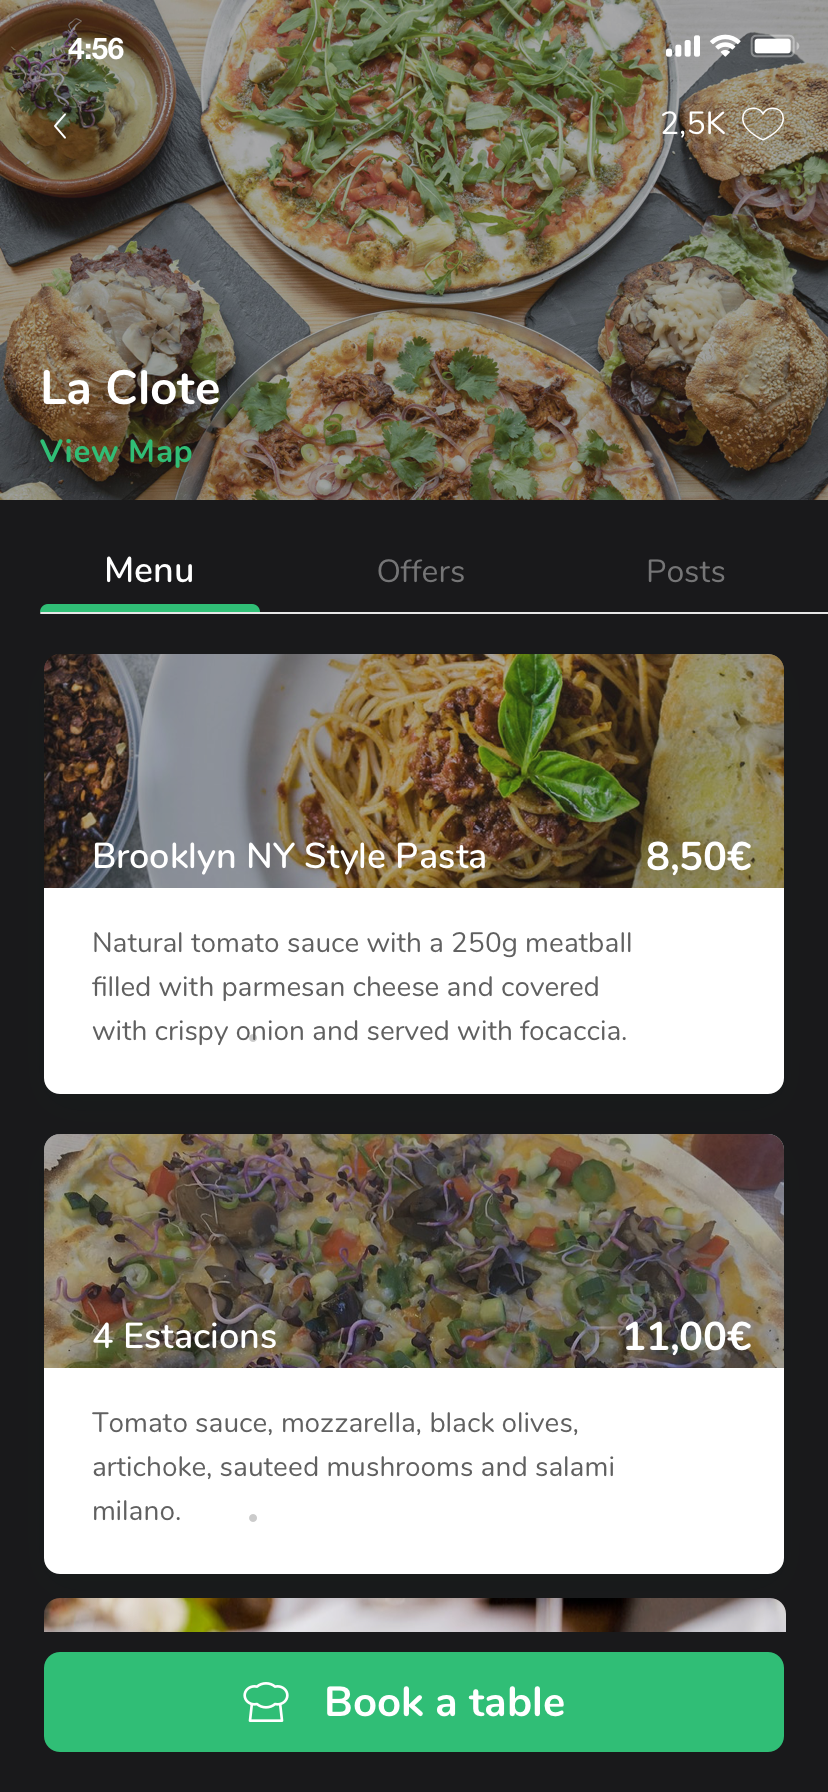 4:56
2,5K
La Clote
View Map
Menu Offers Posts
Brooklyn NY Style Pasta 8,50€
Natural tomato sauce with a 250g meatball
filled with parmesan cheese and covered
with crispy onion and served with focaccia.
4 Estacions 11,00€
Tomato sauce, mozzarella, black olives,
artichoke, sauteed mushrooms and salami
milano.
Book a table